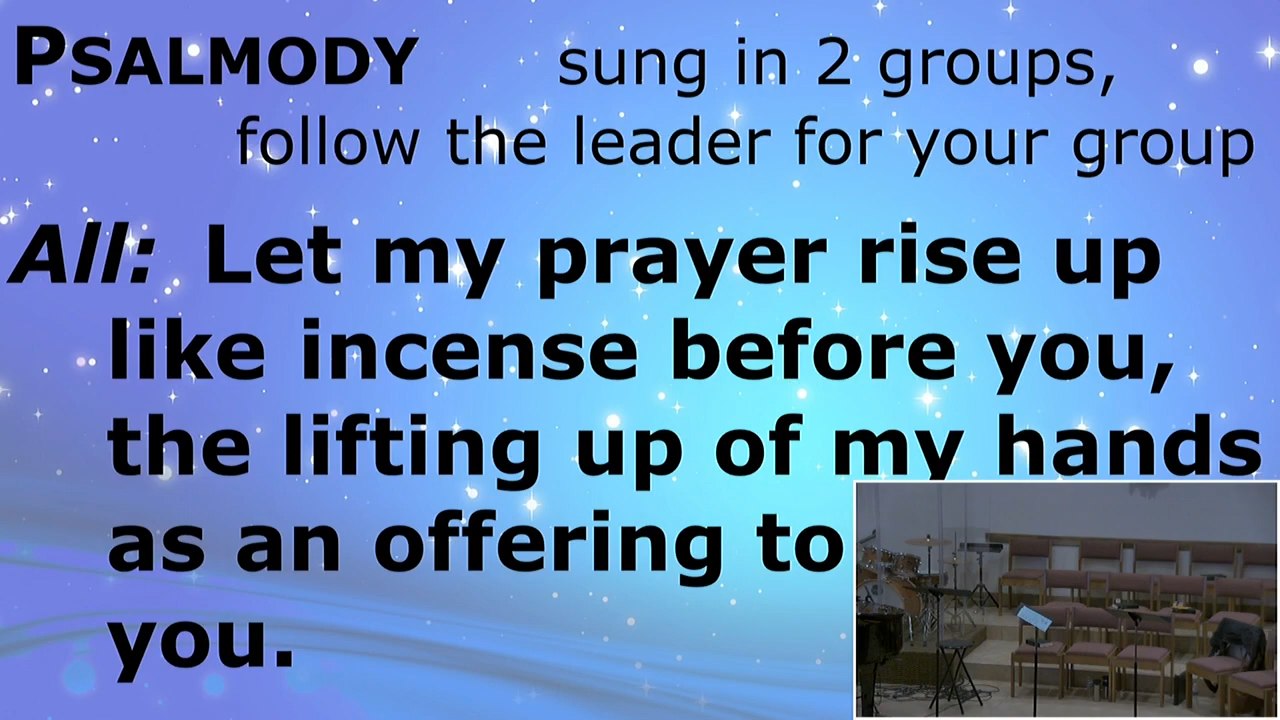 PSALMODY sung in 2 groups,
follow the leader for your group
All: Let my prayer rise up
like incense before you,
the lifting up of my hands
as an offering to
you.